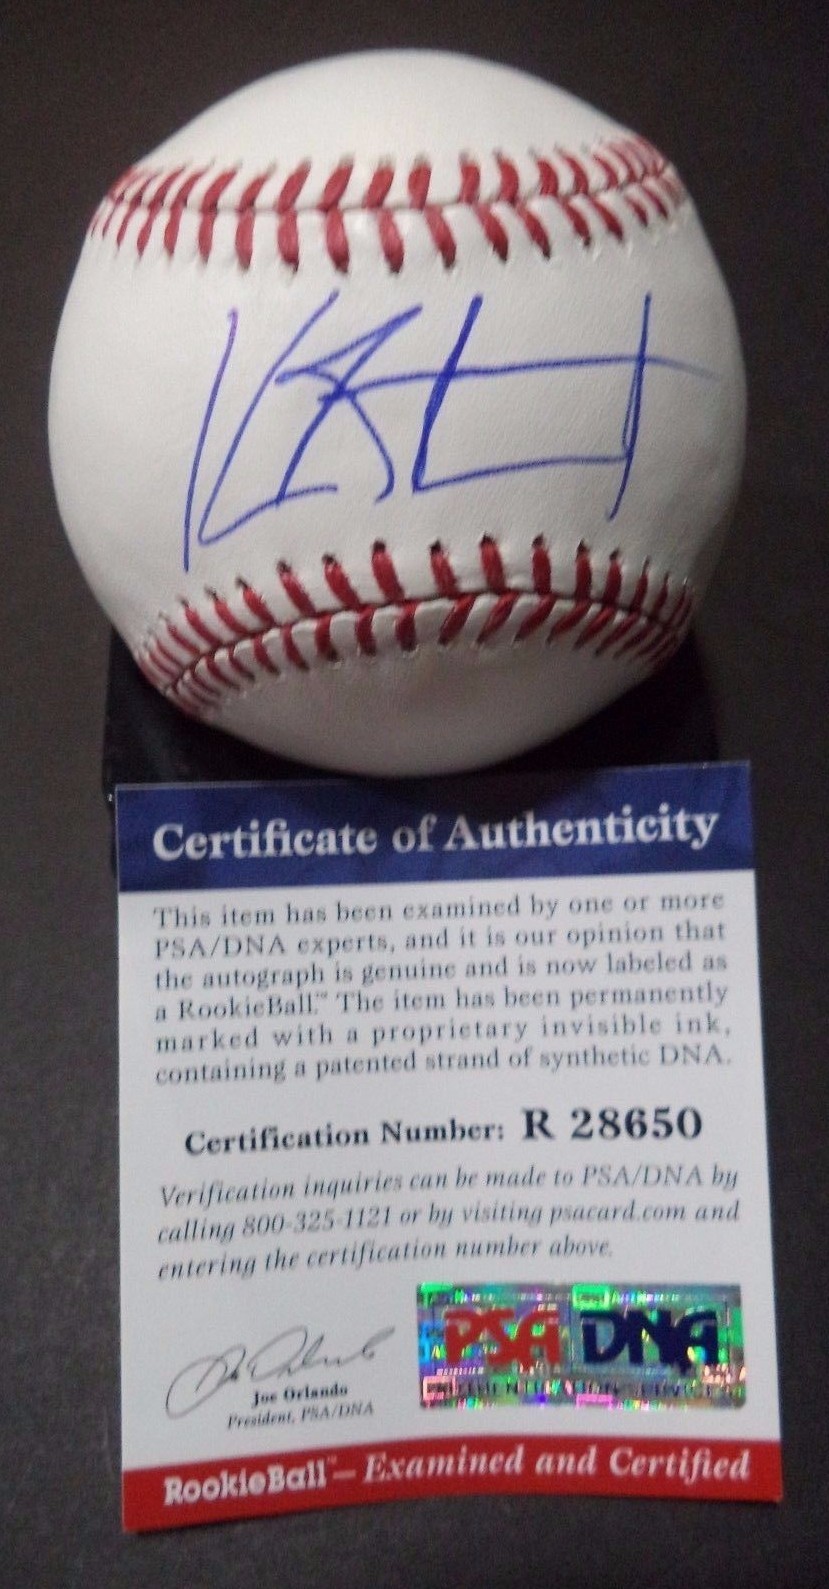 Certificate of Authenticity
This item has been examined by one or more
PSA/DNA experts, and it is our opinion that
the autograph is genuine and is now labeled as
a RookieBall.™ The item has been permanently
marked with a proprietary invisible ink,
containing a patented strand of synthetic DNA.
Certification Number: R 28650
Verification inquiries can be made to PSA/DNA by
calling 800-325-1121 or by visiting psacard.com and
entering the certification number above.
PSA DNA
Joe Orlando
President, PSA/DNA
RookieBall™— Examined and Certified